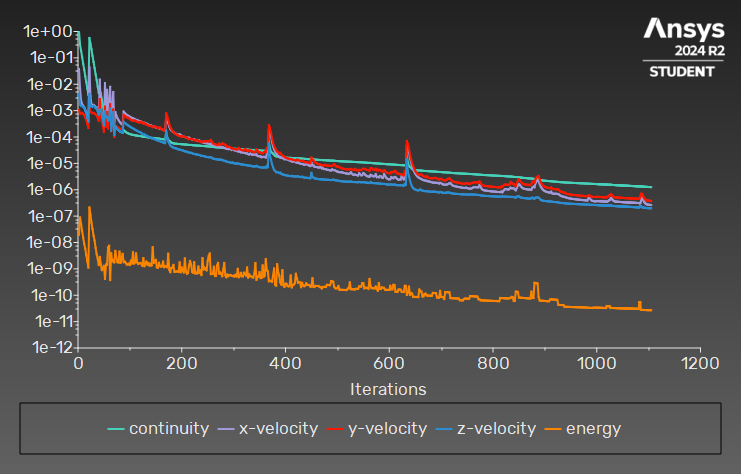 Ansys
2024 R2
STUDENT
1e+00
1e-01
1e-02
1e-03
1e-04
1e-05
1e-06
1e-07
1e-08
1e-09
1e-10
1e-11
1e-12
0 200 400 600 800 1000 1200
Iterations
continuity x-velocity y-velocity z-velocity energy